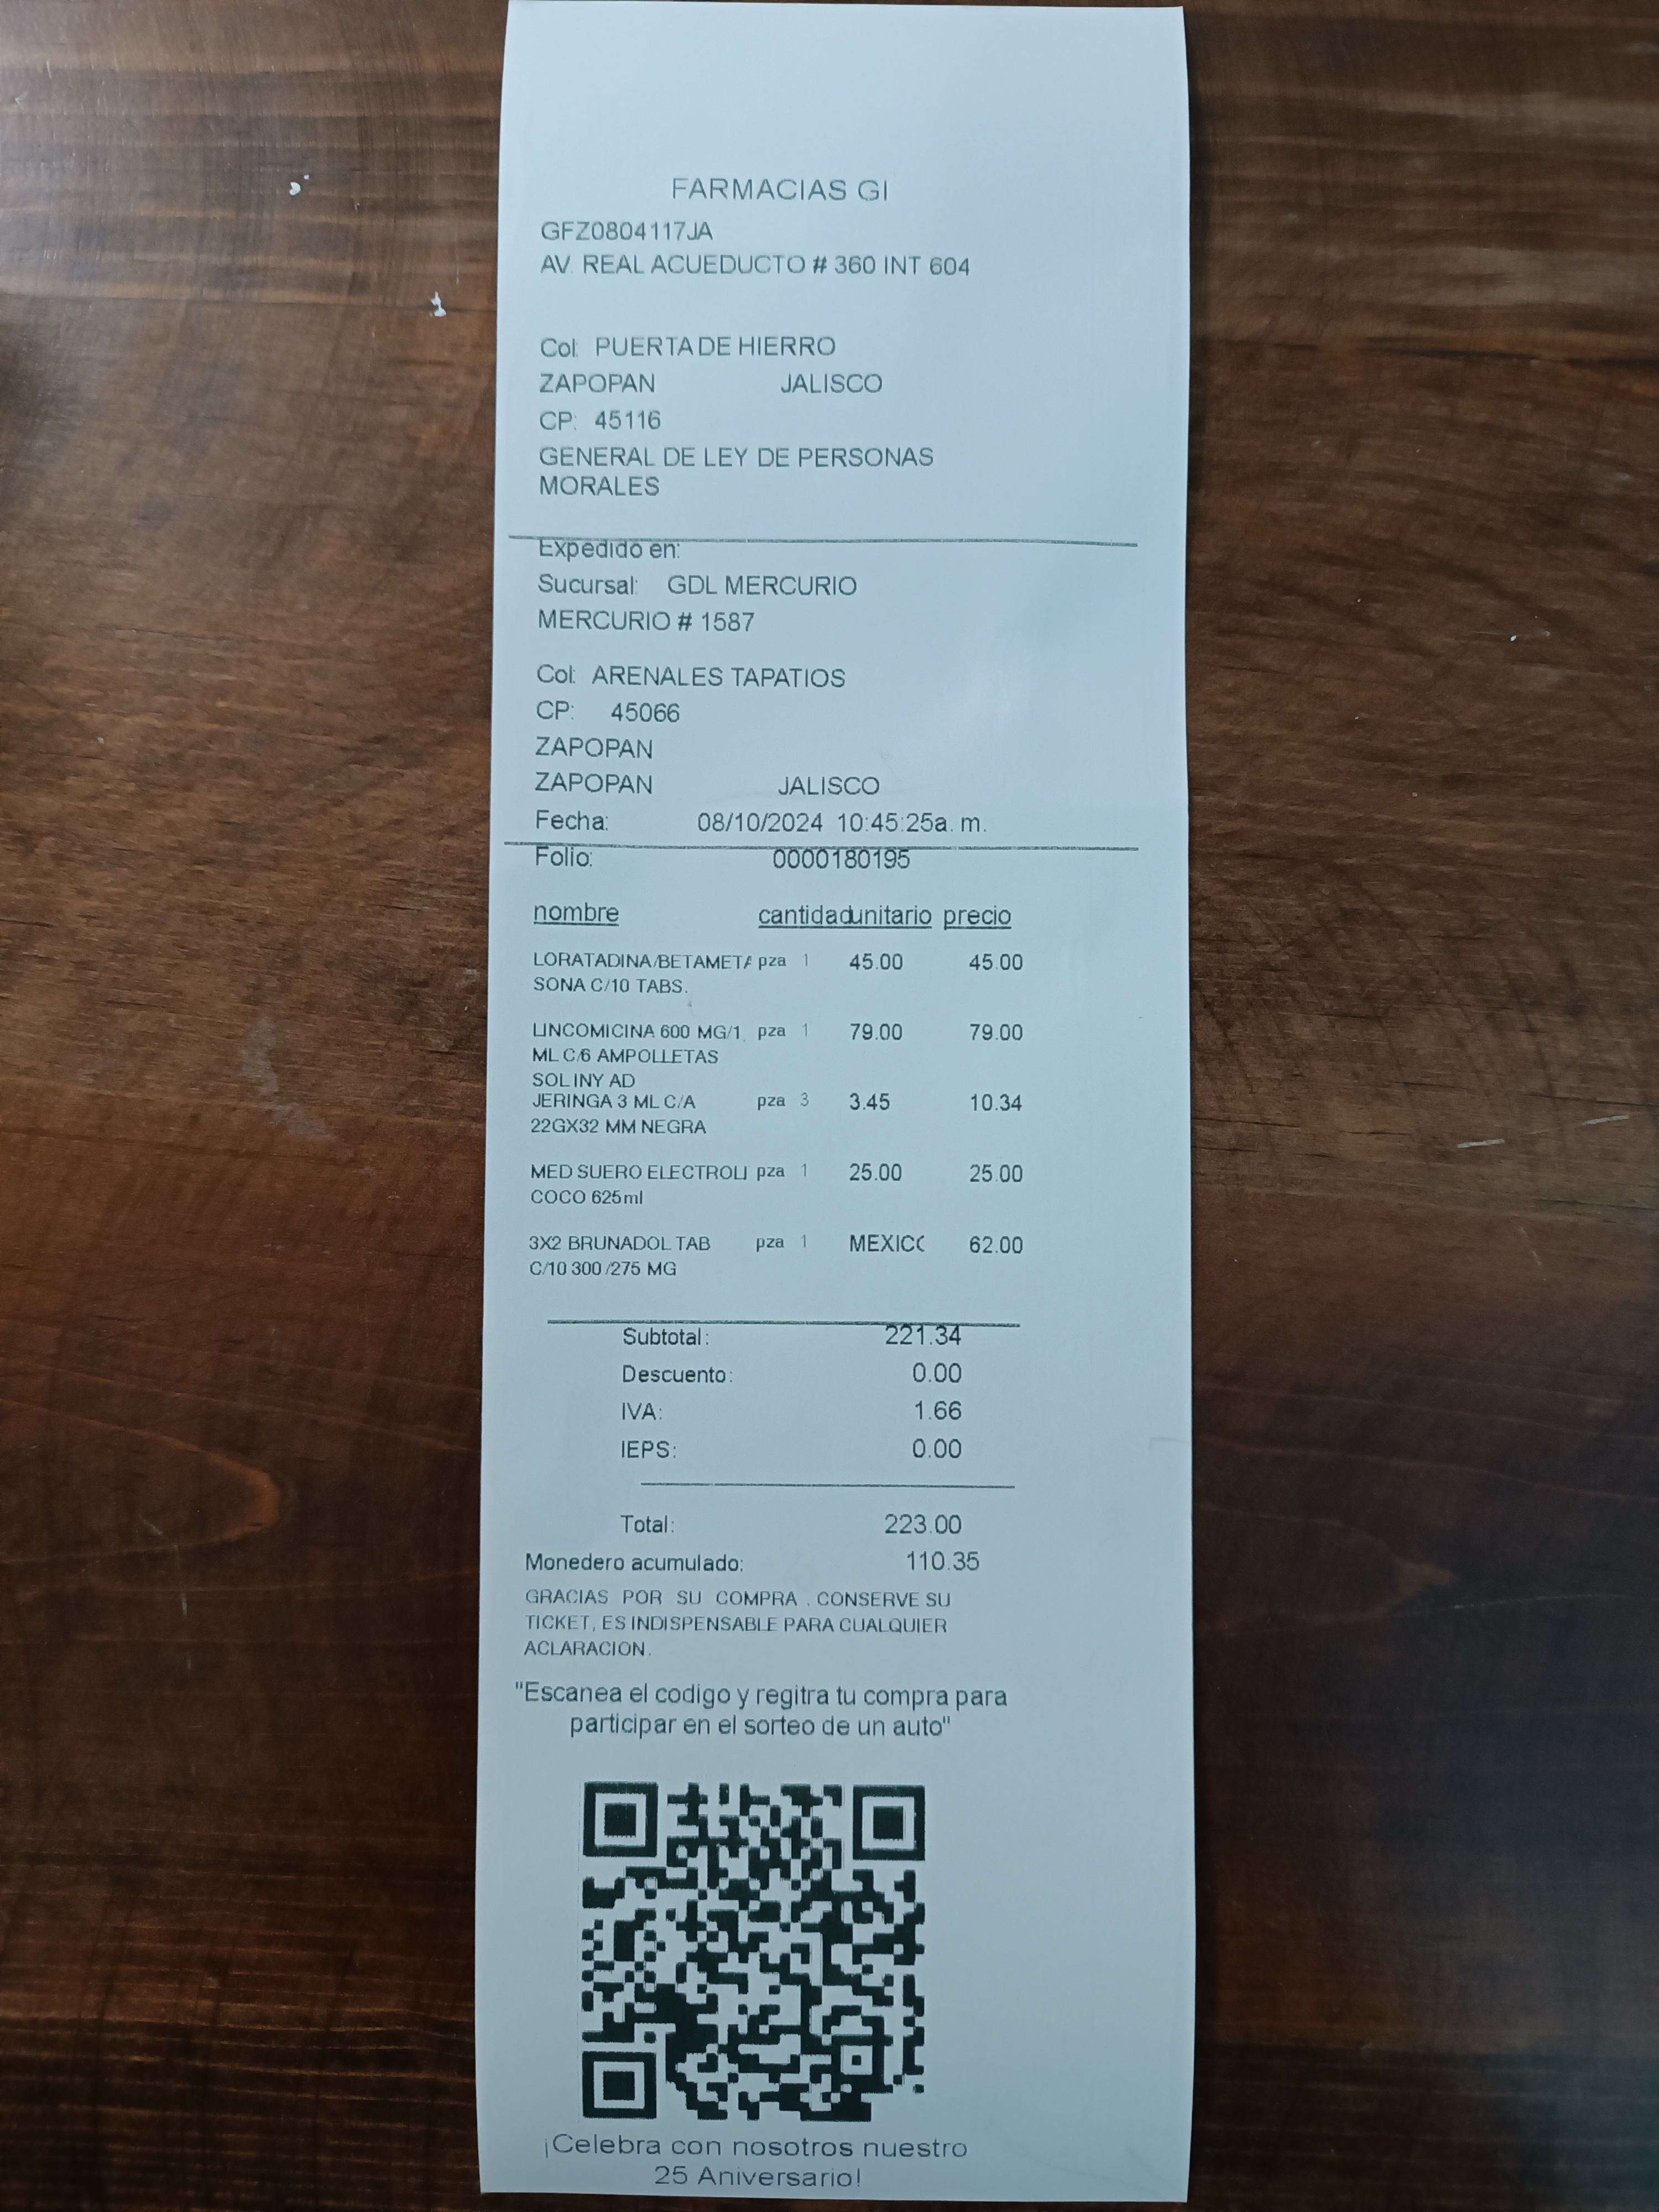 FARMACIAS GI
GFZ0804117JA
AV. REAL ACUEDUCTO # 360 INT 604
Col: PUERTA DE HIERRO
ZAPOPAN JALISCO
CP: 45116
GENERAL DE LEY DE PERSONAS
MORALES
Expedido en:
Sucursal: GDL MERCURIO
MERCURIO # 1587
Col: ARENALES TAPATIOS
CP: 45066
ZAPOPAN
ZAPOPAN JALISCO
Fecha: 08/10/2024 10:45:25a. m.
Folio: 0000180195
nombre cantidad unitario precio
LORATADINA/BETAMETA pza 1 45.00 45.00
SONA C/10 TABS.
LINCOMICINA 600 MG/1, pza 1 79.00 79.00
ML C/6 AMPOLLETAS
SOL INY AD
JERINGA 3 ML C/A pza 3 3.45 10.34
22GX32 MM NEGRA
MED SUERO ELECTROLI pza 1 25.00 25.00
COCO 625ml
3X2 BRUNADOL TAB pza 1 MEXICO 62.00
C/10 300 /275 MG
Subtotal: 221.34
Descuento: 0.00
IVA: 1.66
IEPS: 0.00
Total: 223.00
Monedero acumulado: 110.35
GRACIAS POR SU COMPRA . CONSERVE SU
TICKET, ES INDISPENSABLE PARA CUALQUIER
ACLARACION.
"Escanea el codigo y regitra tu compra para
participar en el sorteo de un auto"
¡Celebra con nosotros nuestro
25 Aniversario!